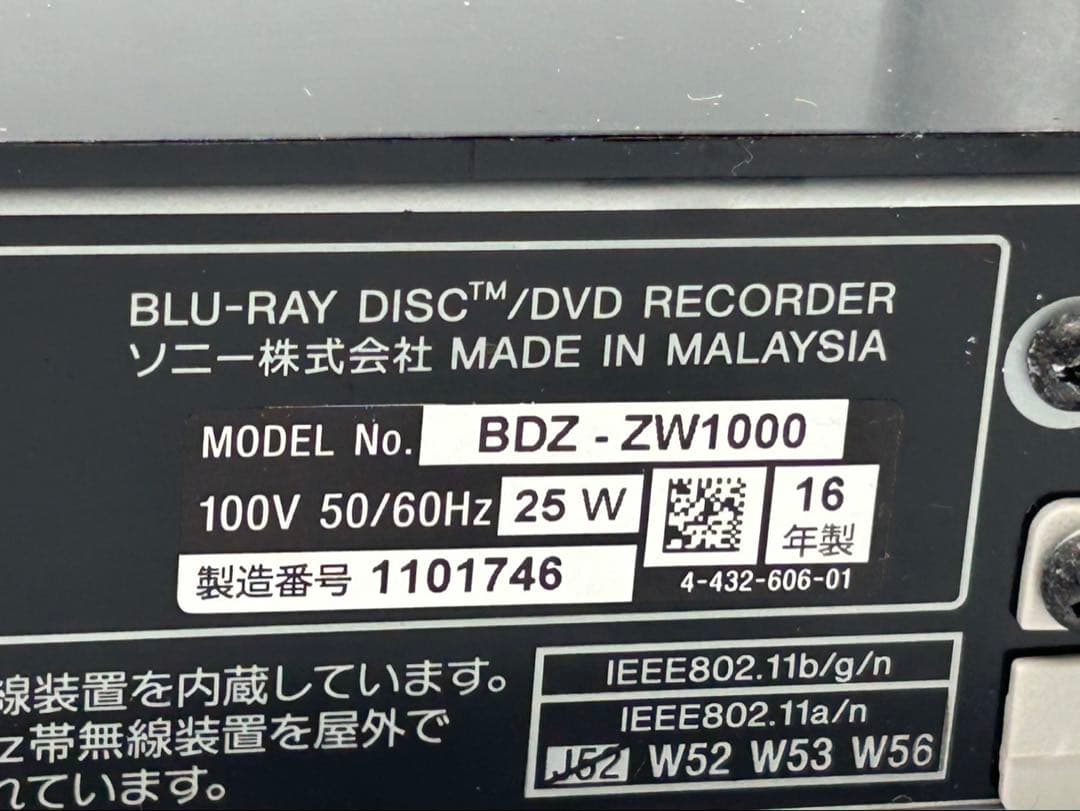 BLU-RAY DISC™/DVD RECORDER
ソニー株式会社 MADE IN MALAYSIA
MODEL No. BDZ - ZW1000
100V 50/60Hz 25 W
16
年製
製造番号 1101746
4-432-606-01
線装置を内蔵しています。
z帯無線装置を屋外で
れています。
IEEE802.11b/g/n
IEEE802.11a/n
J52 W52 W53 W56